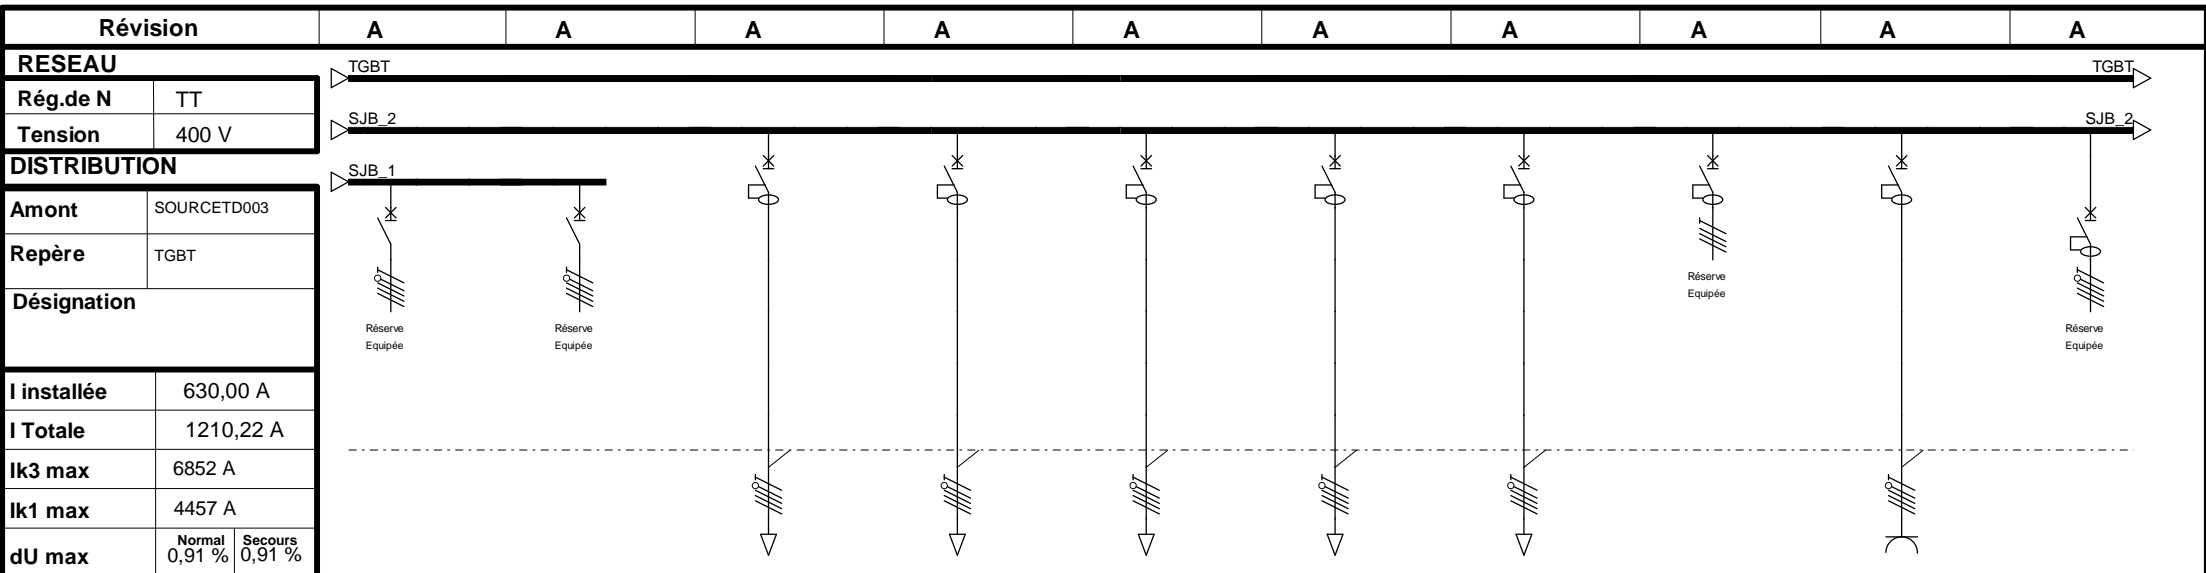 Révision A A A A A A A A A A
RESEAU
TGBT TGBT
Rég.de N TT
SJB_2 SJB_2
Tension 400 V
DISTRIBUTION
SJB_1
Amont SOURCETD003
Repère TGBT
Réserve
Equipée
Désignation
Réserve Réserve Réserve
Equipée Equipée Equipée
I installée 630,00 A
I Totale 1210,22 A
Ik3 max 6852 A
Ik1 max 4457 A
Normal Secours
dU max 0,91 % 0,91 %